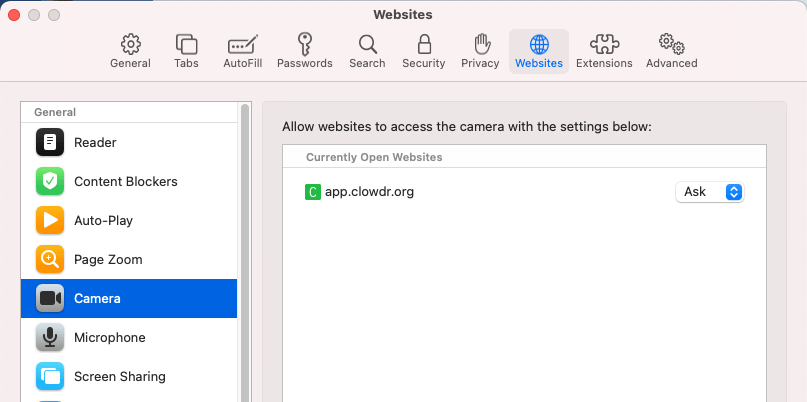 Websites
General
Tabs
AutoFill
Passwords
Search
Security
Privacy
Websites
Extensions
Advanced
General
Reader
Content Blockers
Auto-Play
Page Zoom
Camera
Microphone
Screen Sharing
Allow websites to access the camera with the settings below:
Currently Open Websites
C app.clowdr.org Ask